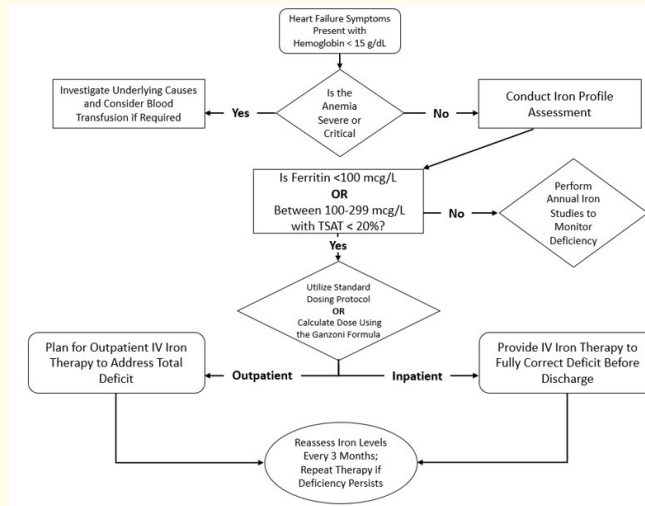 Heart Failure Symptoms
Present with
Hemoglobin < 15 g/dL
Investigate Underlying Causes
and Consider Blood
Transfusion if Required
Yes
Is the
Anemia
Severe or
Critical
No
Conduct Iron Profile
Assessment
Is Ferritin <100 mcg/L
OR
Between 100-299 mcg/L
with TSAT < 20%?
No
Perform
Annual Iron
Studies to
Monitor
Deficiency
Yes
Utilize Standard
Dosing Protocol
OR
Calculate Dose Using
the Ganzoni Formula
Plan for Outpatient IV Iron
Therapy to Address Total
Deficit
Outpatient
Inpatient
Provide IV Iron Therapy to
Fully Correct Deficit Before
Discharge
Reassess Iron Levels
Every 3 Months;
Repeat Therapy if
Deficiency Persists